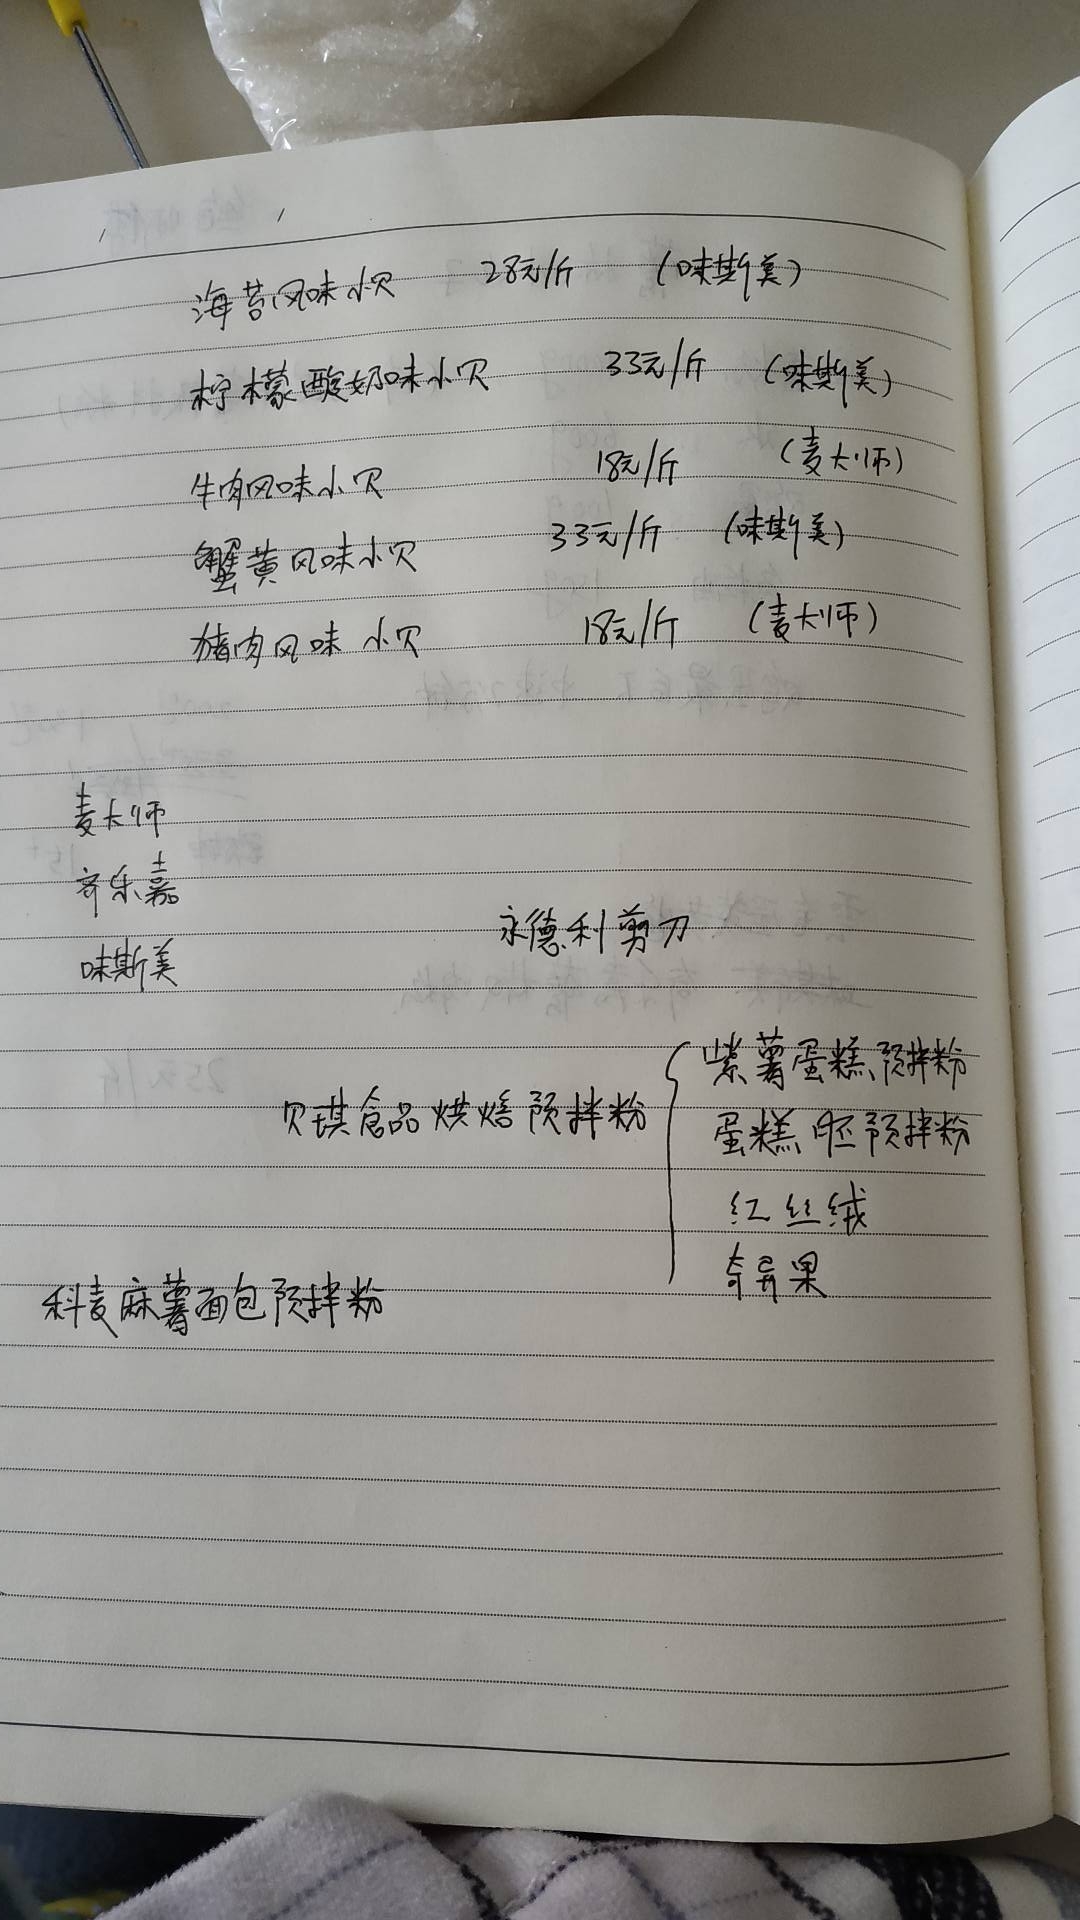 海苔风味小贝 28元/斤 (味斯美)
柠檬酸奶味小贝 33元/斤 (味斯美)
牛肉风味小贝 18元/斤 (麦大师)
蟹黄风味小贝 33元/斤 (味斯美)
猪肉风味小贝 18元/斤 (麦大师)
麦大师
齐乐嘉
味斯美
永德利剪刀
贝琪食品烘焙预拌粉
紫薯蛋糕预拌粉
蛋糕胚预拌粉
红丝绒
奇异果
科麦麻薯面包预拌粉